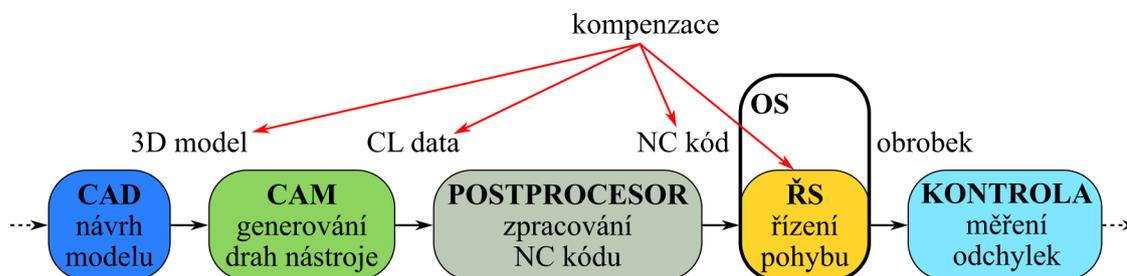 kompenzace
OS
3D model
CL data
NC kód
obrobek
CAD
návrh
modelu
CAM
generování
drah nástroje
POSTPROCESOR
zpracování
NC kódu
ŘS
řízení
pohybu
KONTROLA
měření
odchylek